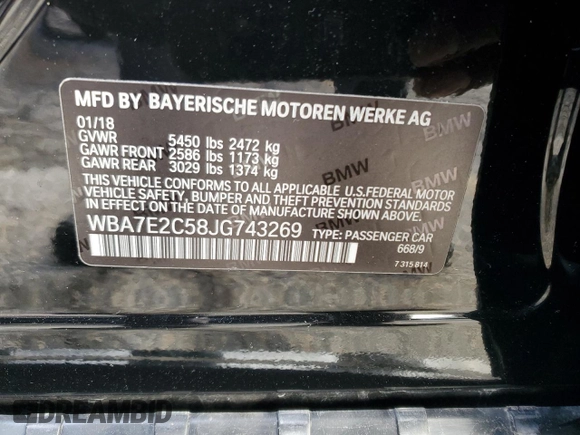 MFD BY BAYERISCHE MOTOREN WERKE AG
01/18
GVWR 5450 lbs 2472 kg
GAWR FRONT 2586 lbs 1173 kg
GAWR REAR 3029 lbs 1374 kg
THIS VEHICLE CONFORMS TO ALL APPLICABLE U.S.FEDERAL MOTOR
VEHICLE SAFETY, BUMPER, AND THEFT PREVENTION STANDARDS
IN EFFECT ON THE DATE OF MANUFACTURE SHOWN ABOVE.
WBA7E2C58JG743269 TYPE: PASSENGER CAR
668/9
7 315 814
BMW
BMW
BMW
BMW
DREAMBID